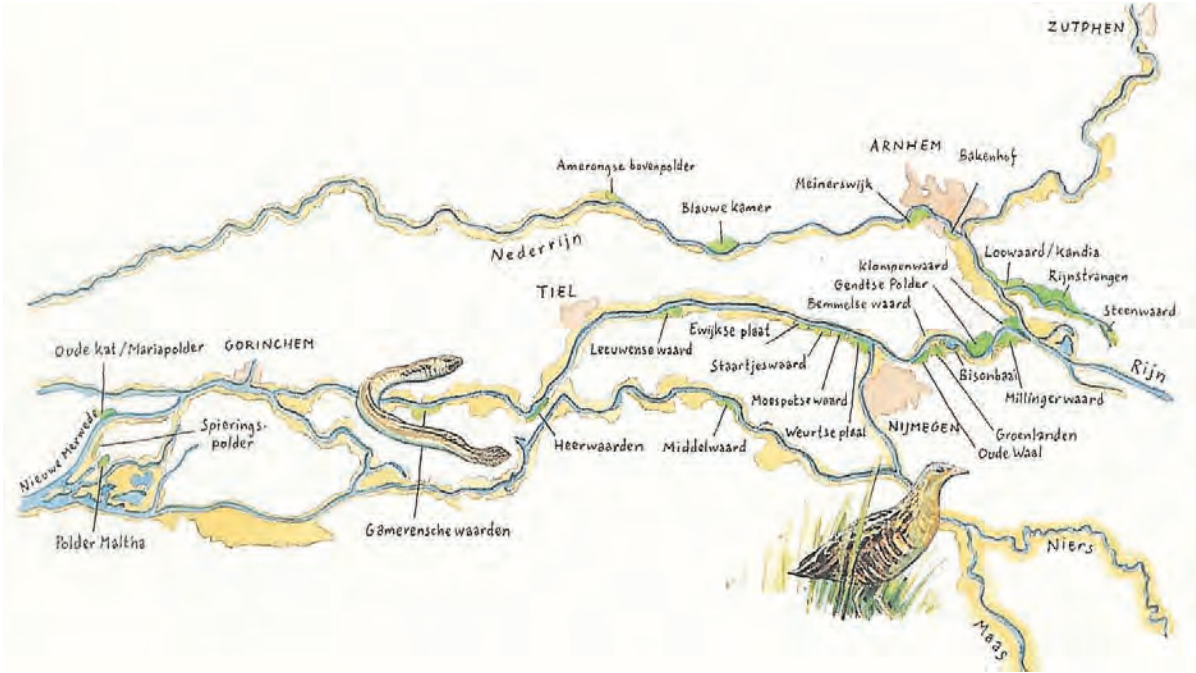 ZUTPHEN
ARNHEM
Bakenhof
Amerongse bovenpolder
Meinerswijk
Blauwe kamer
Nederrijn
Loowaard/Kandia
Klompenwaard
Rijnstrangen
Gendtse Polder
TIEL
Bemmelse waard
Steenwaard
Ewijkse plaat
Oude kat/Mariapolder
GORINCHEM
Leeuwense waard
Staartjeswaard
Bisonbaai
Rijn
Moespotse waard
Millingerwaard
Nieuwe Merwede
Spierings-
polder
Heerwaarden
Middelwaard
Weurtse plaat
NIJMEGEN
Groenlanden
Oude Waal
Gamerensche waarden
Polder Maltha
Niers
Maas